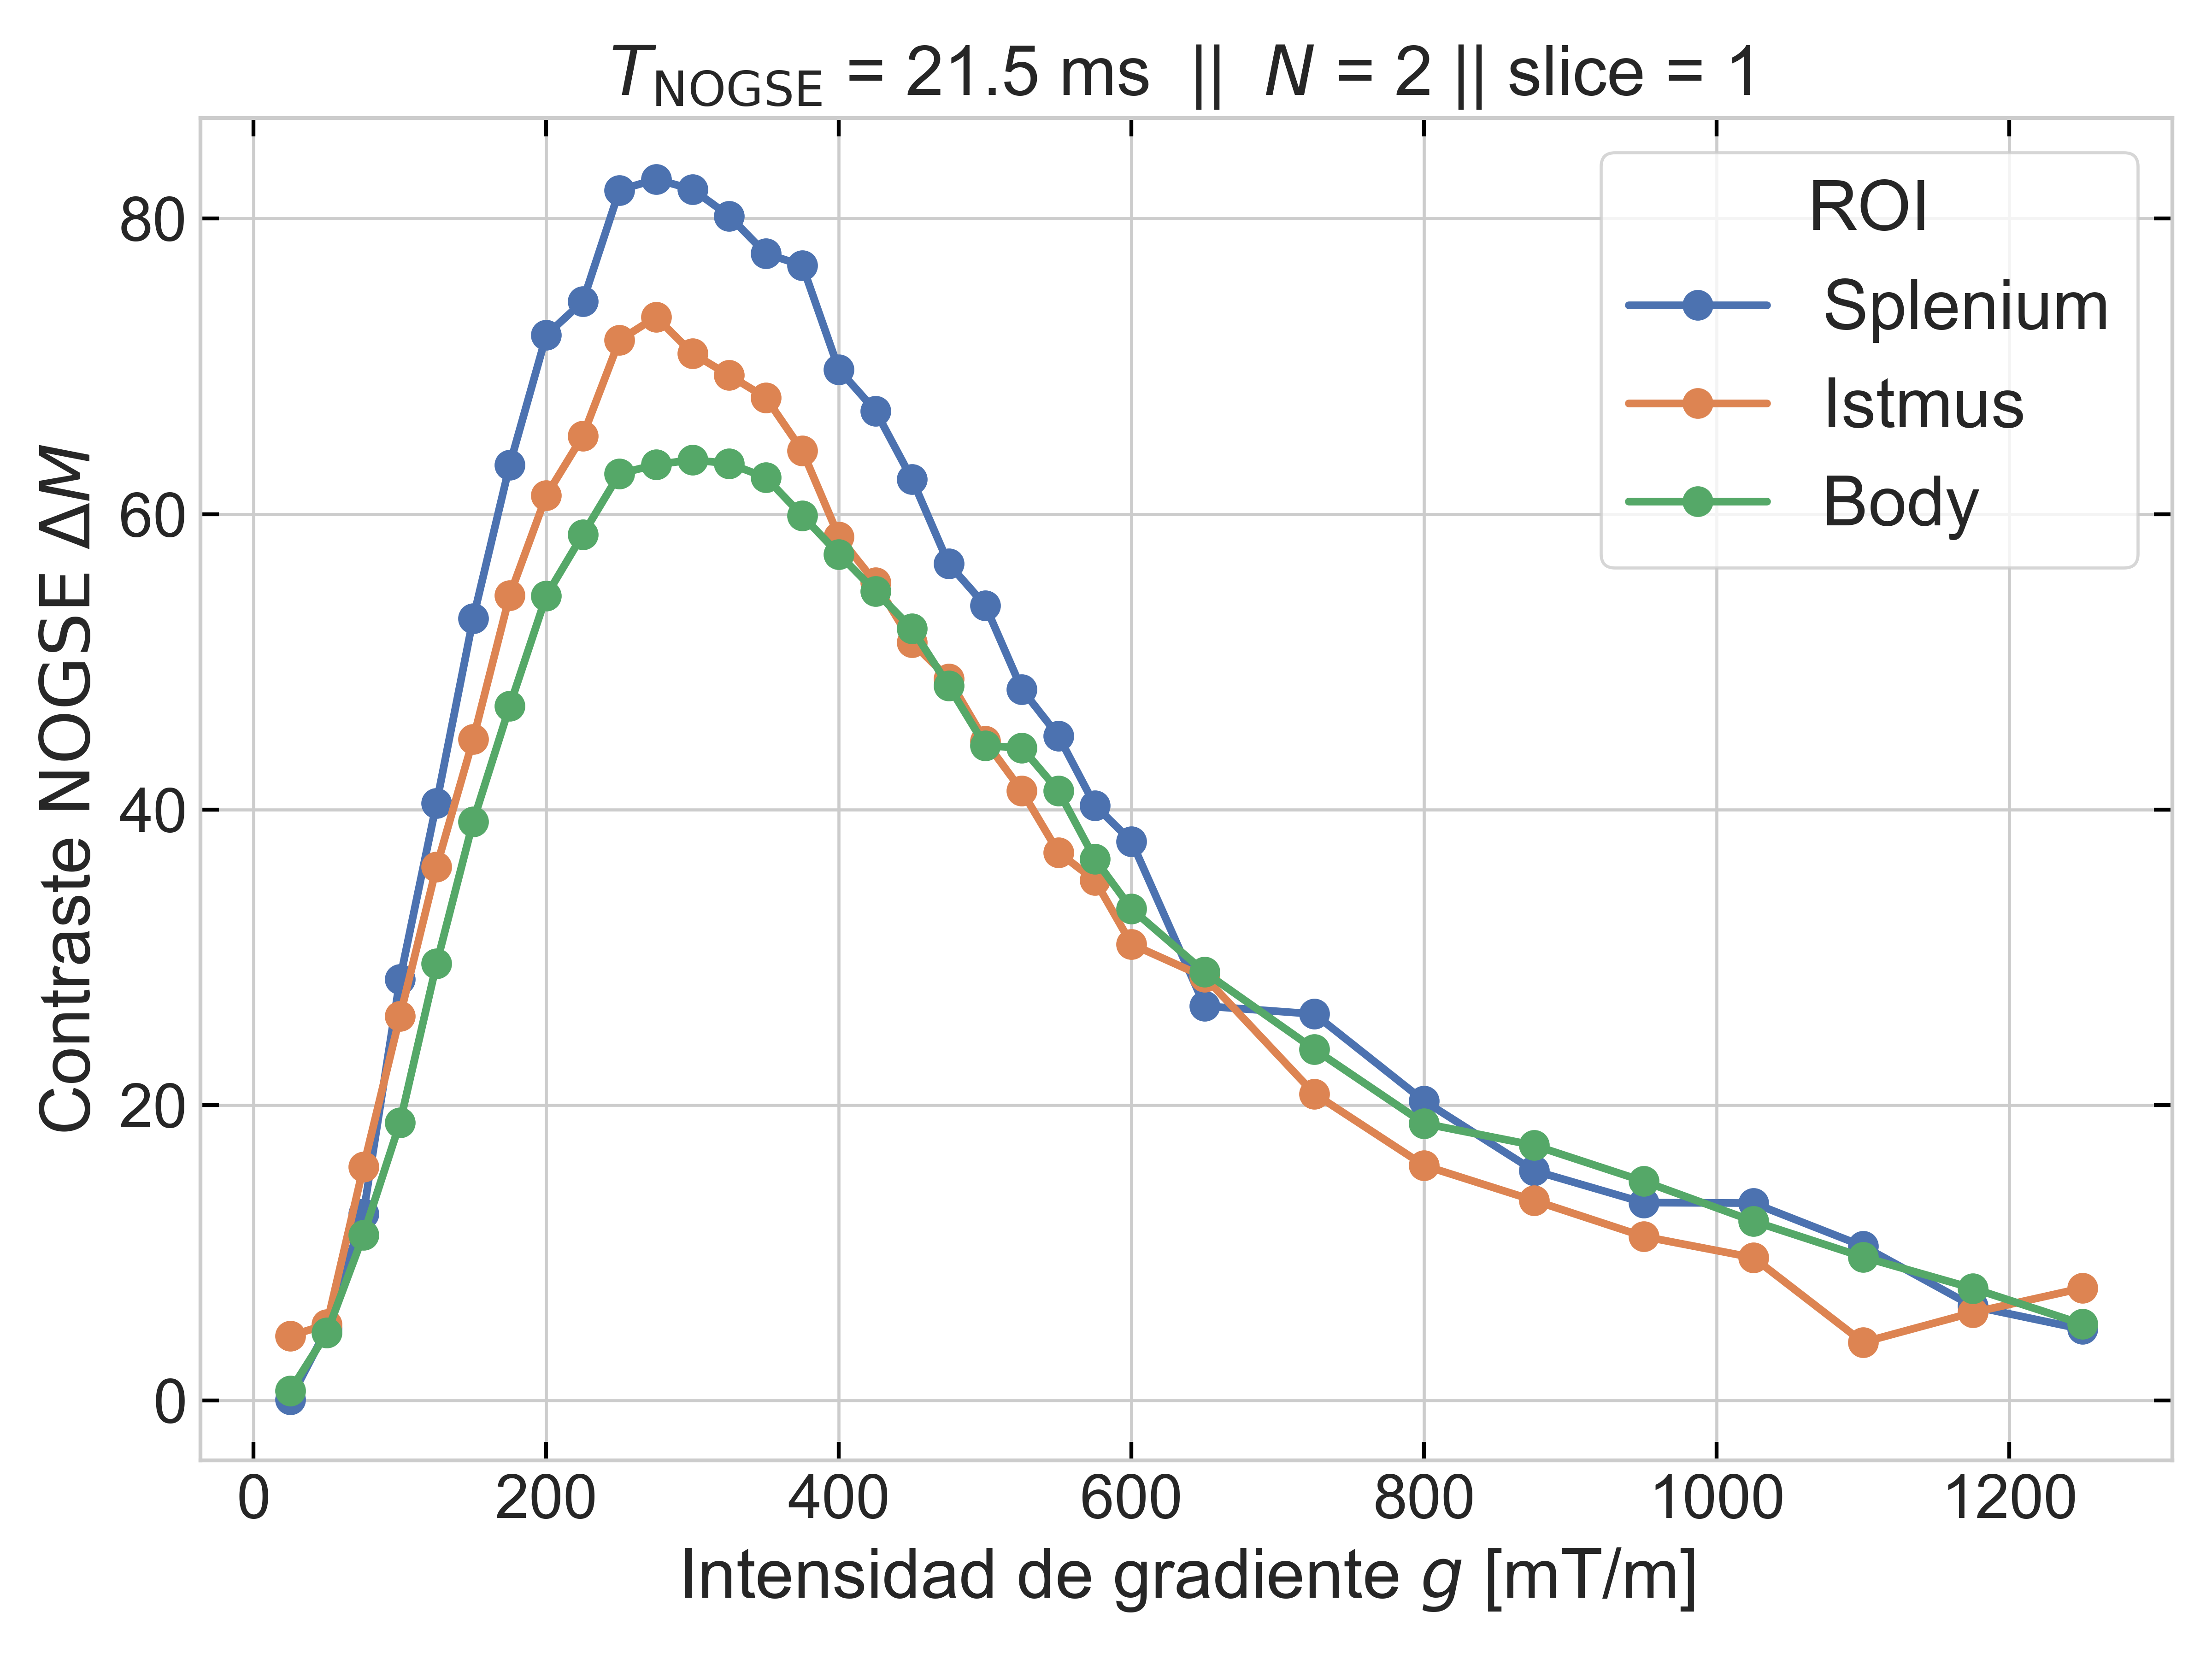 T_NOGSE = 21.5 ms || N = 2 || slice = 1
Contraste NOGSE ΔM
80
60
40
20
0
ROI
Splenium
Istmus
Body
0 200 400 600 800 1000 1200
Intensidad de gradiente g [mT/m]